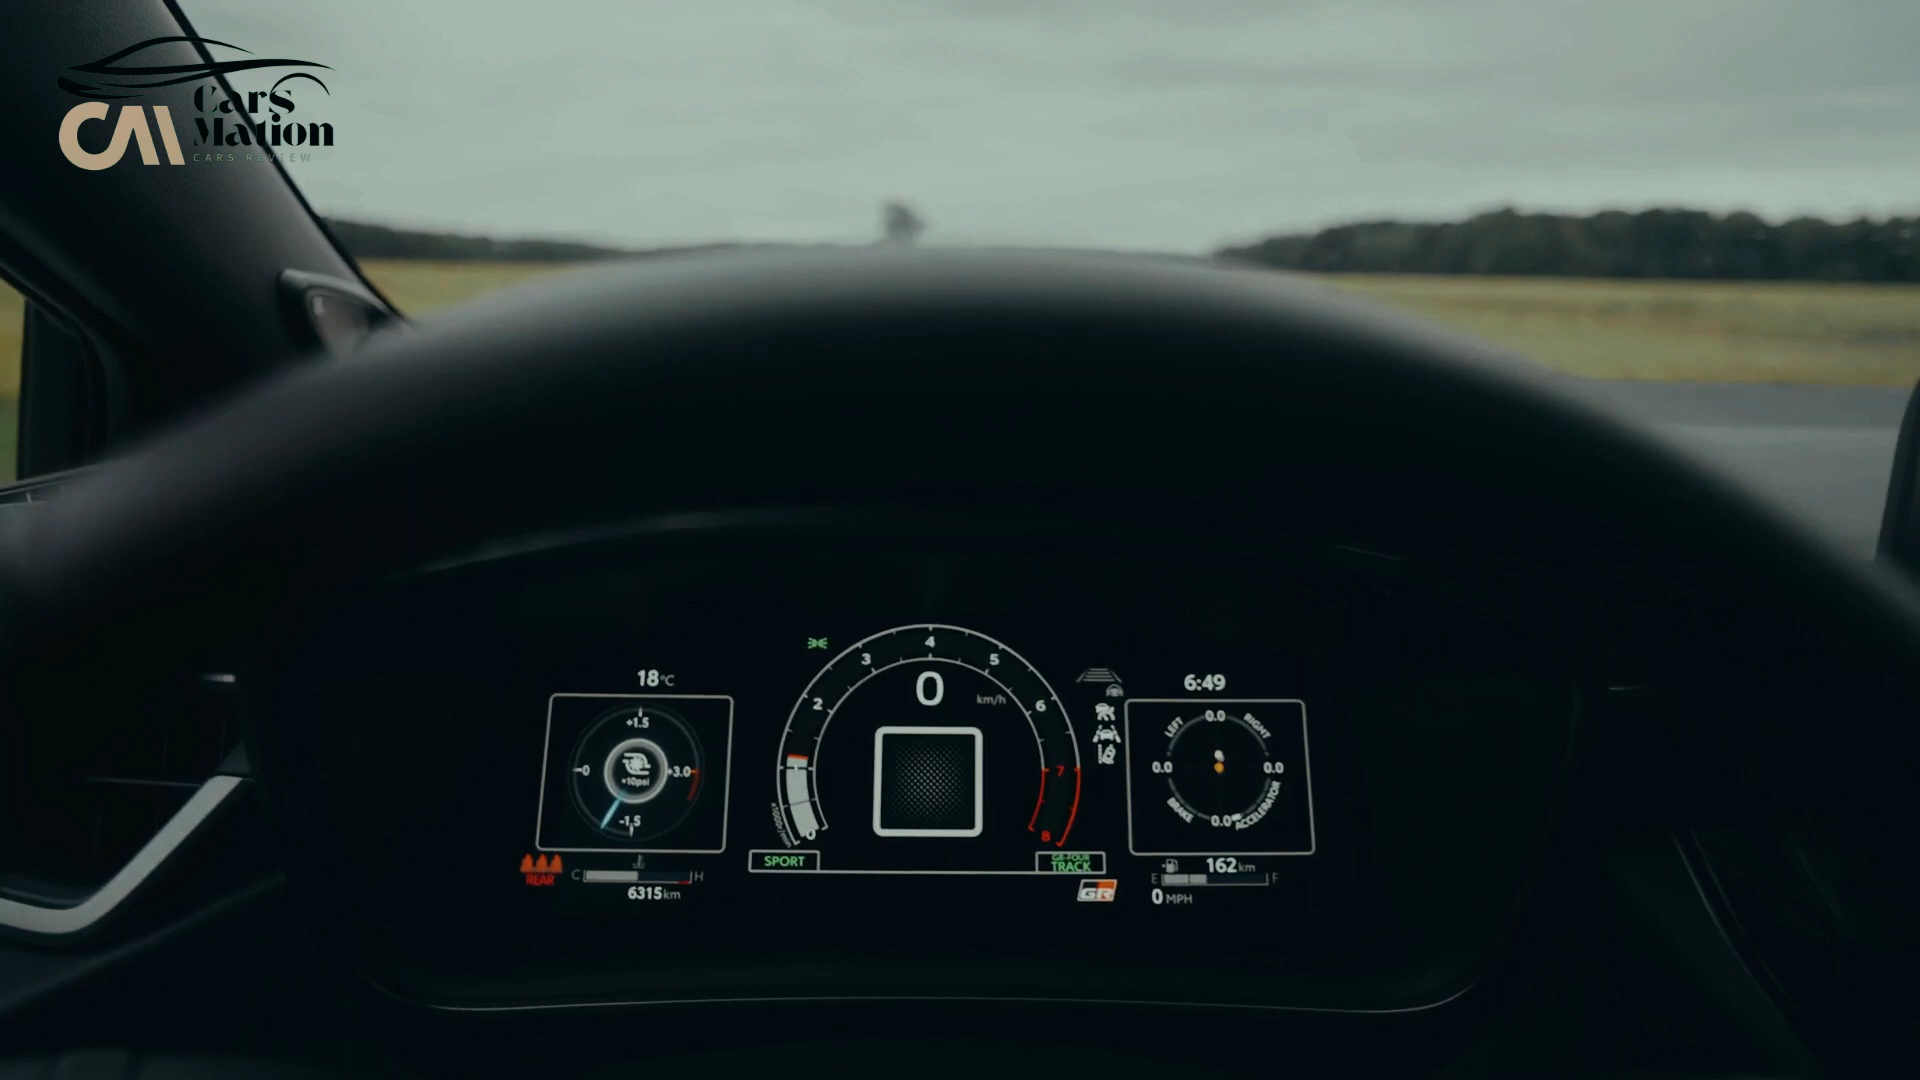 Cars
CM Mation
CARS REVIEW
18°C
6:49
+1.5
0
+3.0
×10psi
-1.5
0
2
3
4
5
6
7
8
0
km/h
0.0
LEFT
RIGHT
0.0
0.0
BRAKE
0.0
ACCELERATOR
SPORT
GR-FOUR
TRACK
REAR
C
H
6315km
GR
162km
E
F
0 MPH